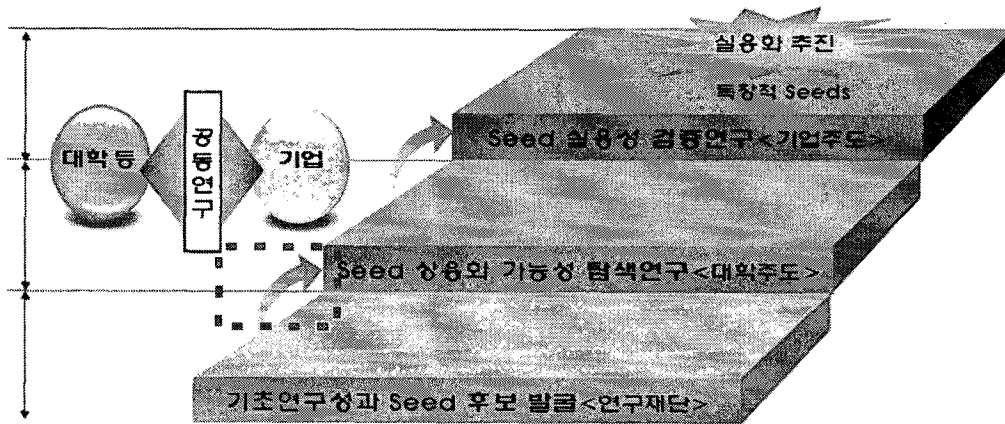 실용화 추진
독창적 Seeds
Seed 실용성 검증연구<기업주도>
대학 등
공동연구
기업
Seed 상용화 가능성 탐색연구<대학주도>
기초연구성과 Seed 후보 발굴<연구재단>